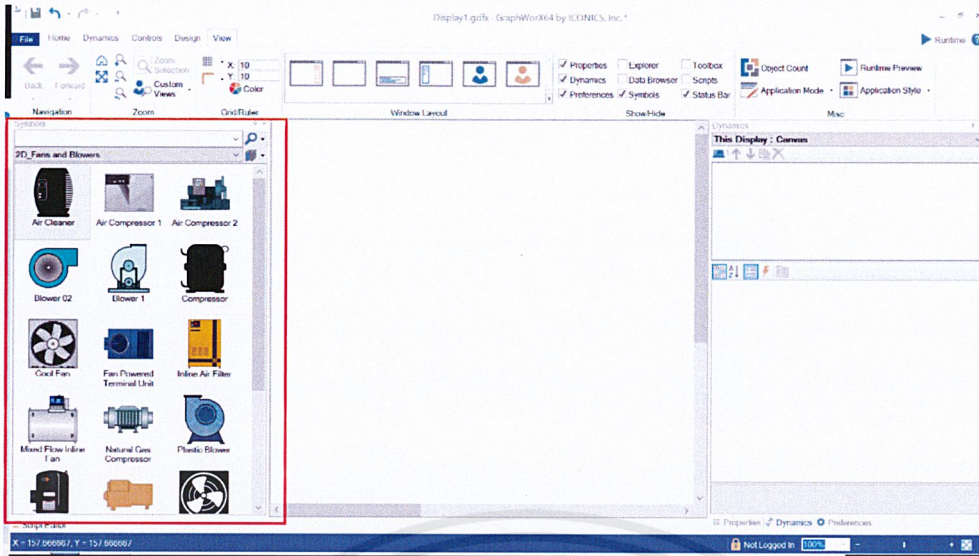 Display1.gdfx - GraphWorX64 by ICONICS, Inc. *
File Home Dynamics Controls Design View
Runtime
Back Forward
Zoom Selection
Custom Views
X: 10
Y: 10
Color
Properties Explorer Toolbox
Dynamics Data Browser Scripts
Preferences Symbols Status Bar
Object Count
Runtime Preview
Application Mode
Application Style
Navigation Zoom Grid/Ruler Window Layout Show/Hide Misc
Symbols
2D_Fans and Blowers
Air Cleaner Air Compressor 1 Air Compressor 2
Blower 02 Blower 1 Compressor
Cool Fan Fan Powered Terminal Unit Inline Air Filter
Mixed Flow Inline Fan Natural Gas Compressor Plastic Blower
Dynamics
This Display : Canvas
Script Editor
Properties Dynamics Preferences
X = 157.666667, Y = 157.666667
Not Logged In 100%